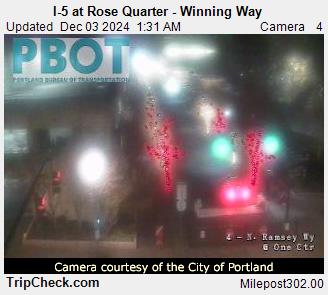 I-5 at Rose Quarter - Winning Way
Updated Dec 03 2024 1:31 AM Camera 4
PBOT
PORTLAND BUREAU OF TRANSPORTATION
4 - N. Ramsey Wy
@ One Ctr
Camera courtesy of the City of Portland
TripCheck.com Milepost302.00